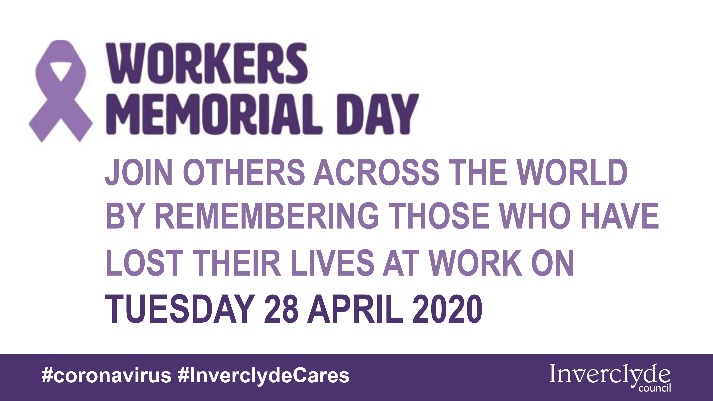 WORKERS
MEMORIAL DAY
JOIN OTHERS ACROSS THE WORLD
BY REMEMBERING THOSE WHO HAVE
LOST THEIR LIVES AT WORK ON
TUESDAY 28 APRIL 2020
#coronavirus #InverclydeCares
Inverclyde
council